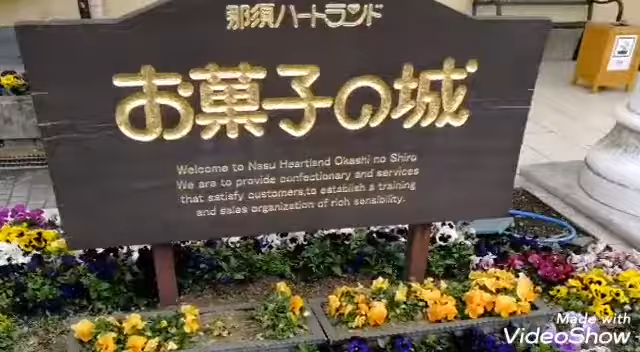 那須ハートランド
お菓子の城
Welcome to Nasu Heartland Okashi no Shiro
We are to provide confectionary and services
that satisfy customers,to establish a training
and sales organization of rich sensibility.
Made with
VideoShow